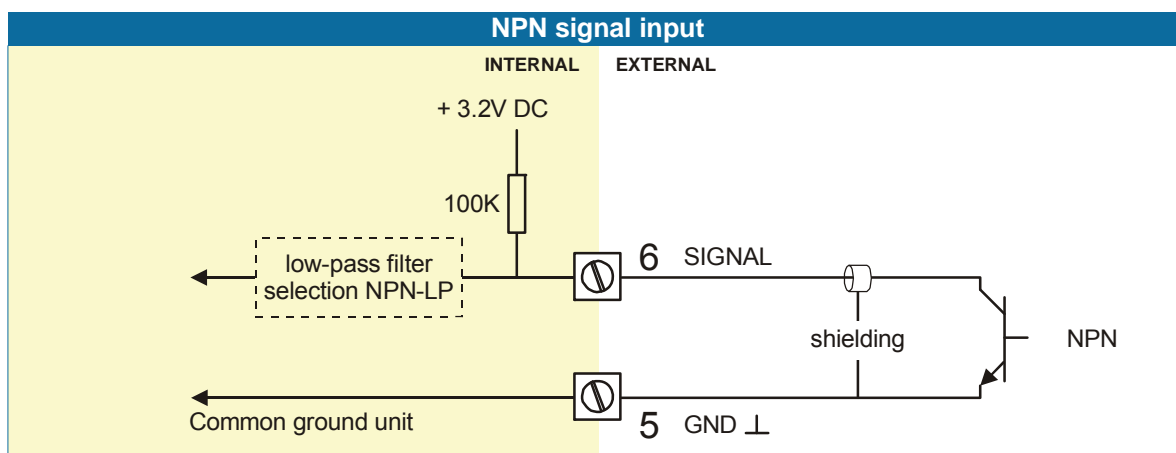 NPN signal input
INTERNAL EXTERNAL
+ 3.2V DC
100K
low-pass filter
selection NPN-LP
6 SIGNAL
shielding
NPN
Common ground unit
5 GND ⊥